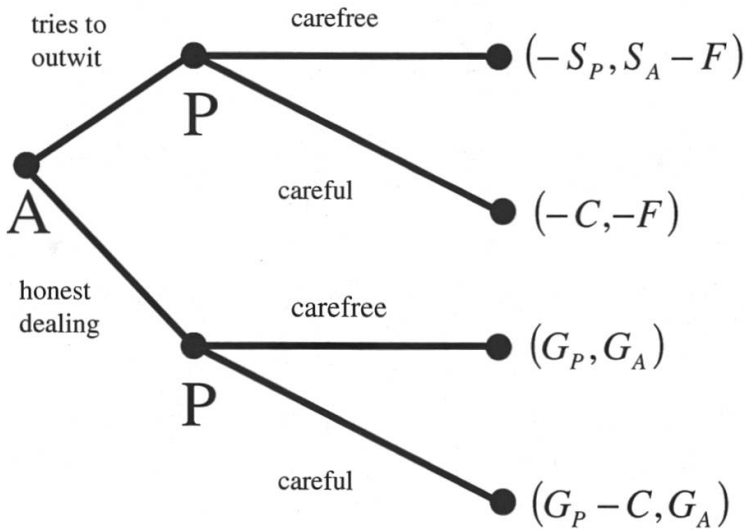 tries to
outwit
carefree
(-S_P, S_A - F)
P
careful
(-C,-F)
A
honest
dealing
carefree
(G_P, G_A)
P
careful
(G_P - C, G_A)